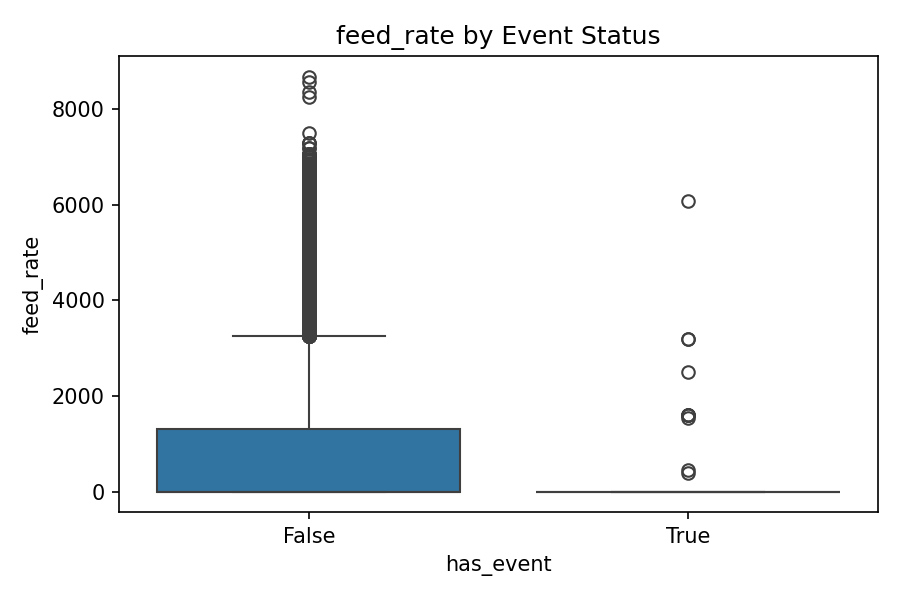 feed_rate by Event Status
8000
6000
4000
2000
0
feed_rate
False
True
has_event